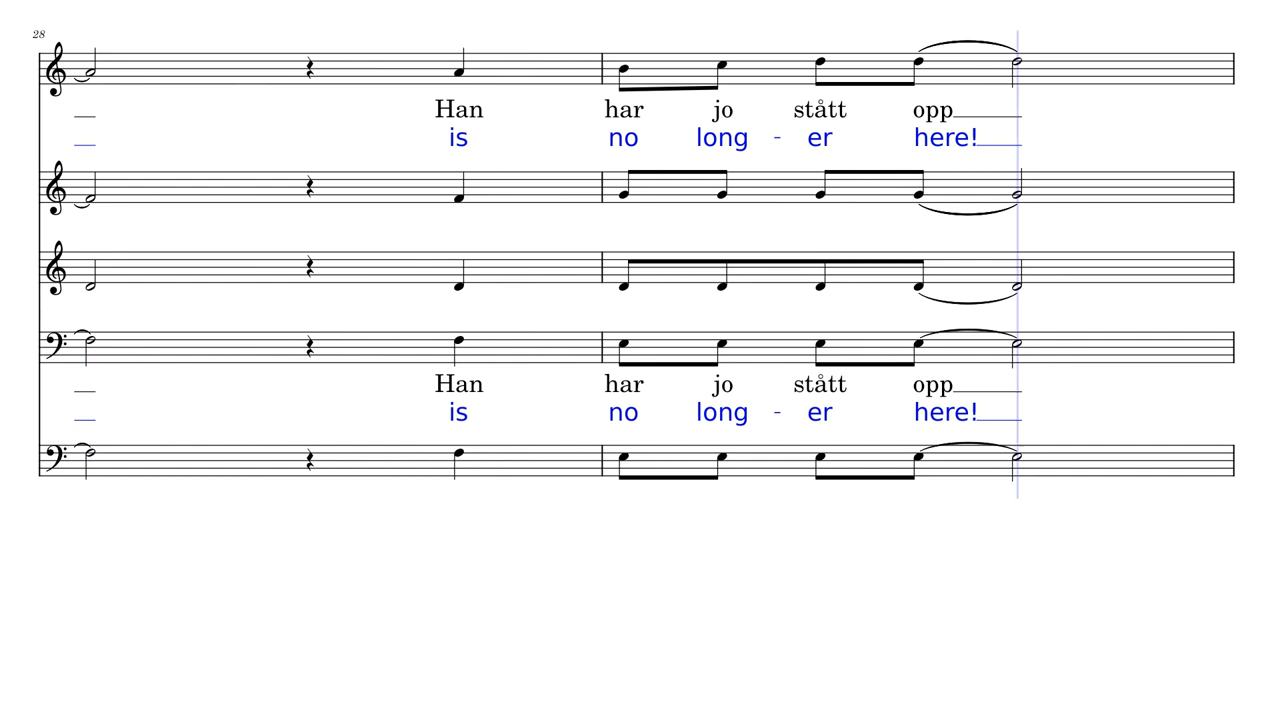 28
Han har jo stått opp
is no long - er here!
Han har jo stått opp
is no long - er here!